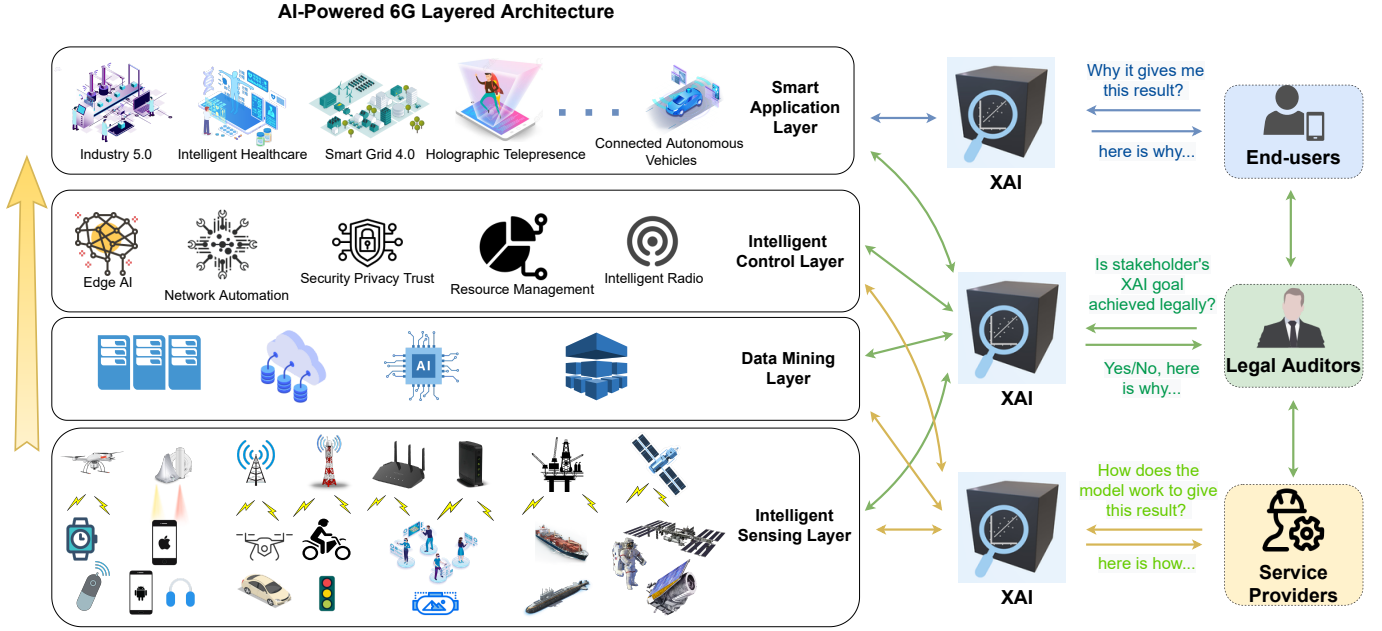 AI-Powered 6G Layered Architecture
Industry 5.0
Intelligent Healthcare
Smart Grid 4.0
Holographic Telepresence
Connected Autonomous
Vehicles
Smart
Application
Layer
Edge AI
Network Automation
Security Privacy Trust
Resource Management
Intelligent Radio
Intelligent
Control Layer
AI
Data Mining
Layer
Intelligent
Sensing Layer
XAI
Why it gives me
this result?
here is why...
End-users
XAI
Is stakeholder's
XAI goal
achieved legally?
Yes/No, here
is why...
Legal Auditors
XAI
How does the
model work to give
this result?
here is how...
Service
Providers